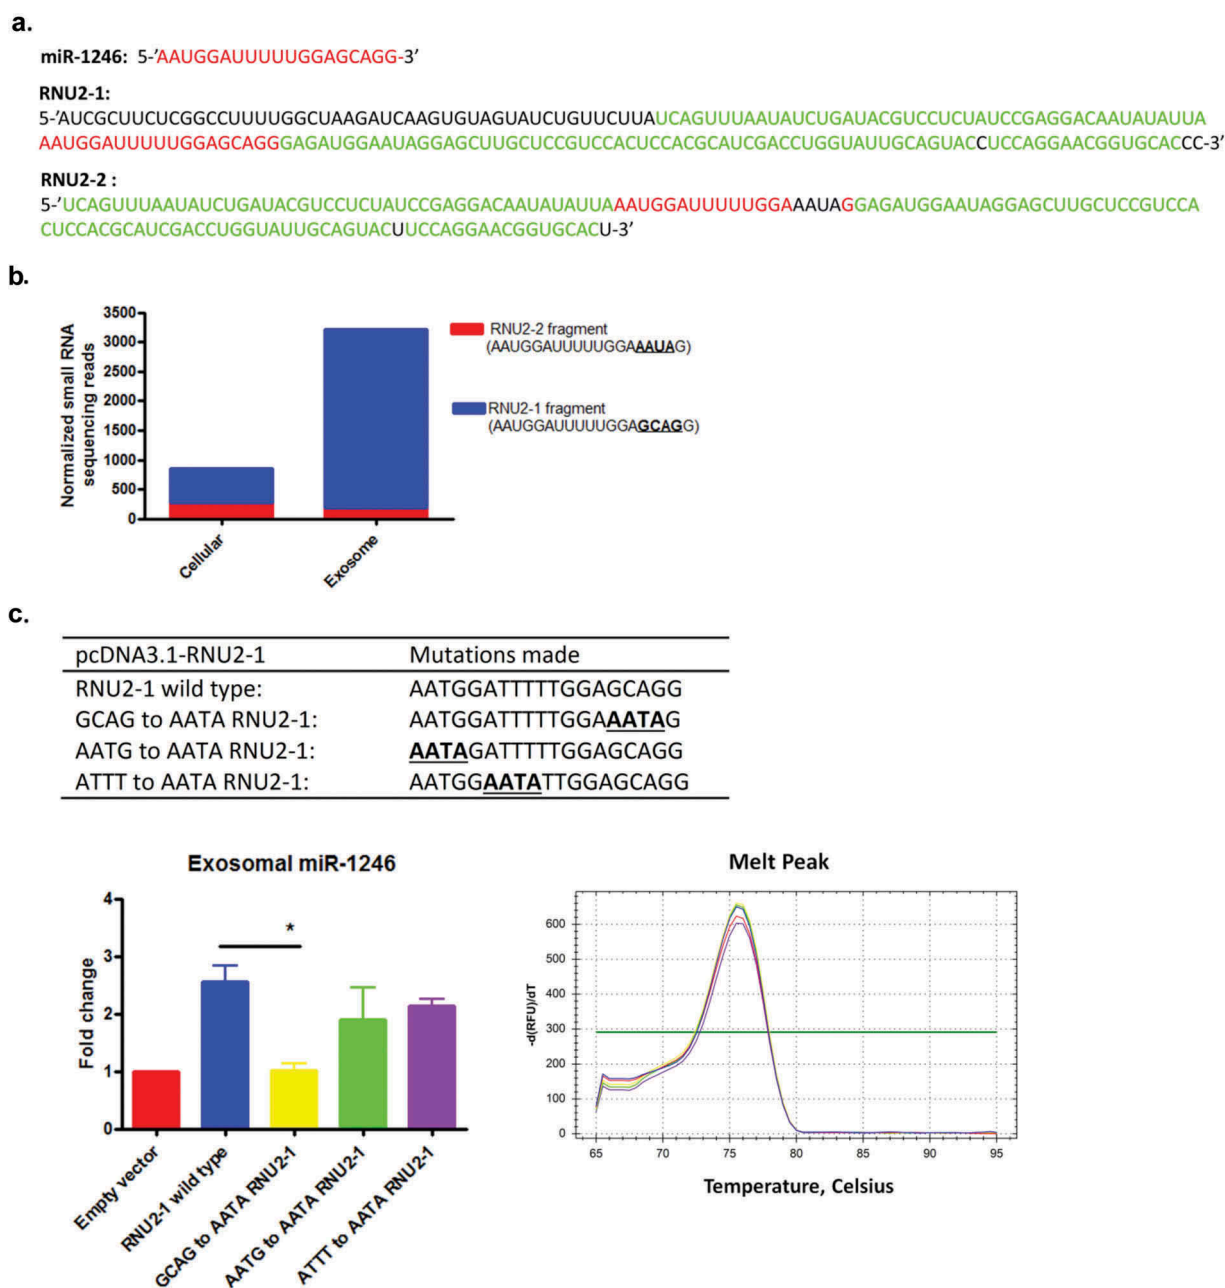 a.
miR-1246: 5-'AAUGGAUUUUUGGAGCAGG-3'
RNU2-1:
5-'AUCGCUUCUCGGCCUUUUGGCUAAGAUCAAGUGUAGUAUCUGUUCUUAUCAGUUUAAUAUCUGAUACGUCCUCUAUCCGAGGACAAUAUAUUA
AAUGGAUUUUUGGAGCAGGGAGAUGGAAUAGGAGCUUGCUCCGUCCACUCCACGCAUCGACCUGGUAUUGCAGUACCUCCAGGAACGGUGCACCC-3'
RNU2-2 :
5-'UCAGUUUAAUAUCUGAUACGUCCUCUAUCCGAGGACAAUAUAUUAAAUGGAUUUUUGGAAAUAGGAGAUGGAAUAGGAGCUUGCUCCGUCCA
CUCCACGCAUCGACCUGGUAUUGCAGUACUUCCAGGAACGGUGCACU-3'
b.
Normalized small RNA
sequencing reads
3500
3000
2500
2000
1500
1000
500
0
Cellular
Exosome
RNU2-2 fragment
(AAUGGAUUUUUGGAAAUAG)
RNU2-1 fragment
(AAUGGAUUUUUGGAGCAGG)
c.
pcDNA3.1-RNU2-1 Mutations made
RNU2-1 wild type: AATGGATTTTTGGAGCAGG
GCAG to AATA RNU2-1: AATGGATTTTTGGAAATAG
AATG to AATA RNU2-1: AATAGATTTTTGGAGCAGG
ATTT to AATA RNU2-1: AATGGAATATTGGAGCAGG
Exosomal miR-1246
Fold change
4
3
2
1
0
*
Empty vector
RNU2-1 wild type
GCAG to AATA RNU2-1
AATG to AATA RNU2-1
ATTT to AATA RNU2-1
Melt Peak
-d(RFU)/dT
600
500
400
300
200
100
0
65 70 75 80 85 90 95
Temperature, Celsius